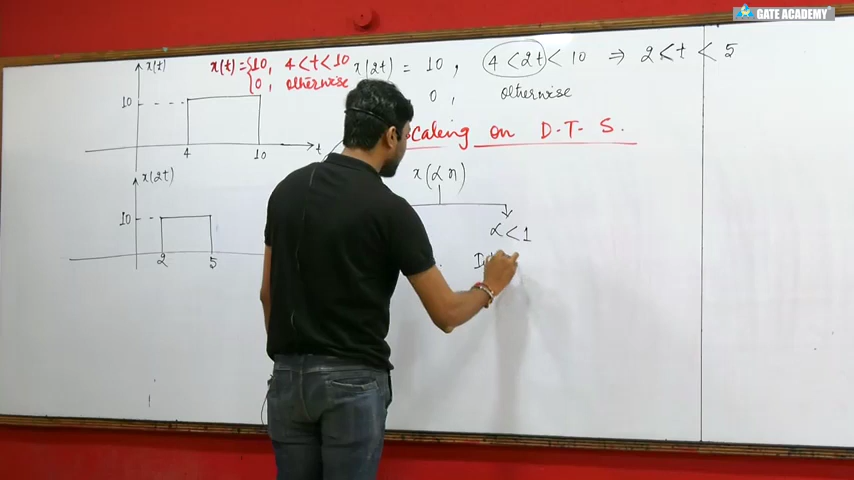 GATE ACADEMY
x(t)
x(t) = { 10, 4 < t < 10
0, otherwise
x(2t) = 10, 4 < 2t < 10 ⇒ 2 < t < 5
0, otherwise
10
4 10 t
caling on D.T.S.
x(2t)
10
2 5
x(αn)
α < 1